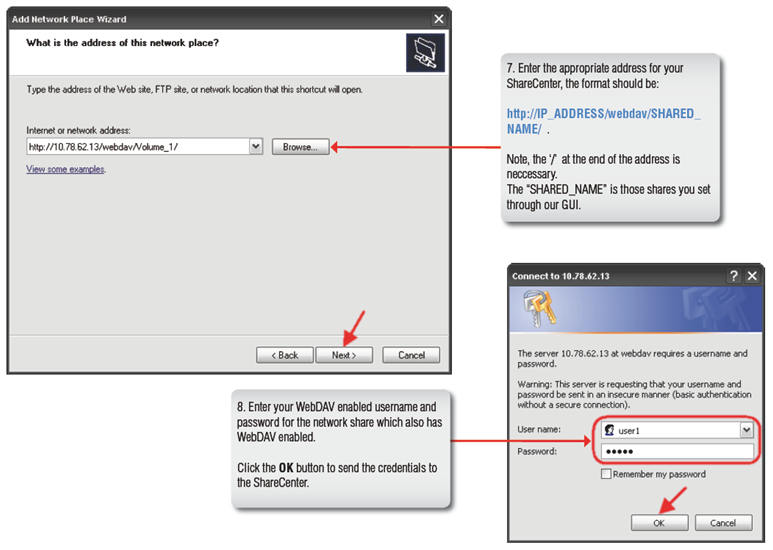 Add Network Place Wizard
What is the address of this network place?
Type the address of the Web site, FTP site, or network location that this shortcut will open.
Internet or network address:
http://10.78.62.13/webdav/Volume_1/
Browse...
View some examples.
< Back
Next >
Cancel
7. Enter the appropriate address for your
ShareCenter, the format should be:
http://IP_ADDRESS/webdav/SHARED_
NAME/ .
Note, the ‘/’ at the end of the address is
neccessary.
The “SHARED_NAME” is those shares you set
through our GUI.
Connect to 10.78.62.13
The server 10.78.62.13 at webdav requires a username and
password.
Warning: This server is requesting that your username and
password be sent in an insecure manner (basic authentication
without a secure connection).
User name:
user1
Password:
●●●●●
Remember my password
OK
Cancel
8. Enter your WebDAV enabled username and
password for the network share which also has
WebDAV enabled.
Click the OK button to send the credentials to
the ShareCenter.